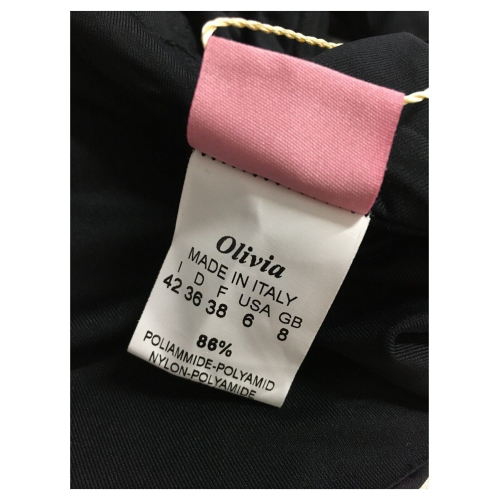 Olivia
MADE IN ITALY
I D F USA GB
42 36 38 6 8
86%
POLIAMMIDE-POLYAMID
NYLON-POLYAMIDE